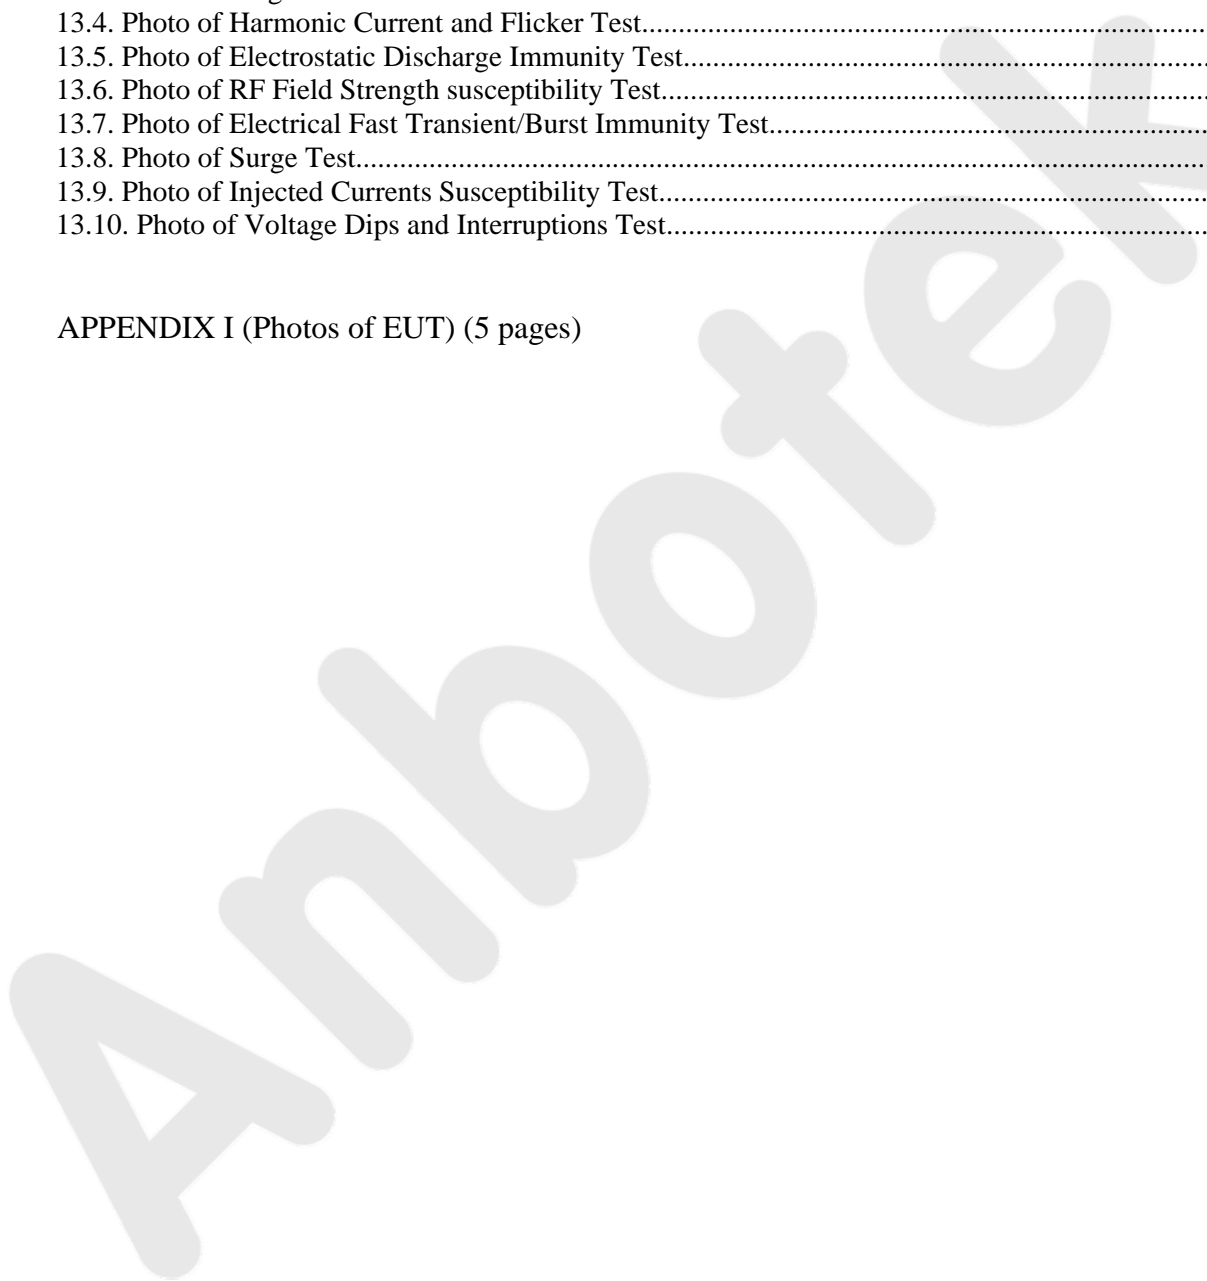 13.4. Photo of Harmonic Current and Flicker Test................................................................................
13.5. Photo of Electrostatic Discharge Immunity Test..........................................................................
13.6. Photo of RF Field Strength susceptibility Test.............................................................................
13.7. Photo of Electrical Fast Transient/Burst Immunity Test..............................................................
13.8. Photo of Surge Test......................................................................................................................
13.9. Photo of Injected Currents Susceptibility Test..............................................................................
13.10. Photo of Voltage Dips and Interruptions Test.............................................................................
APPENDIX I (Photos of EUT) (5 pages)
Anbotek